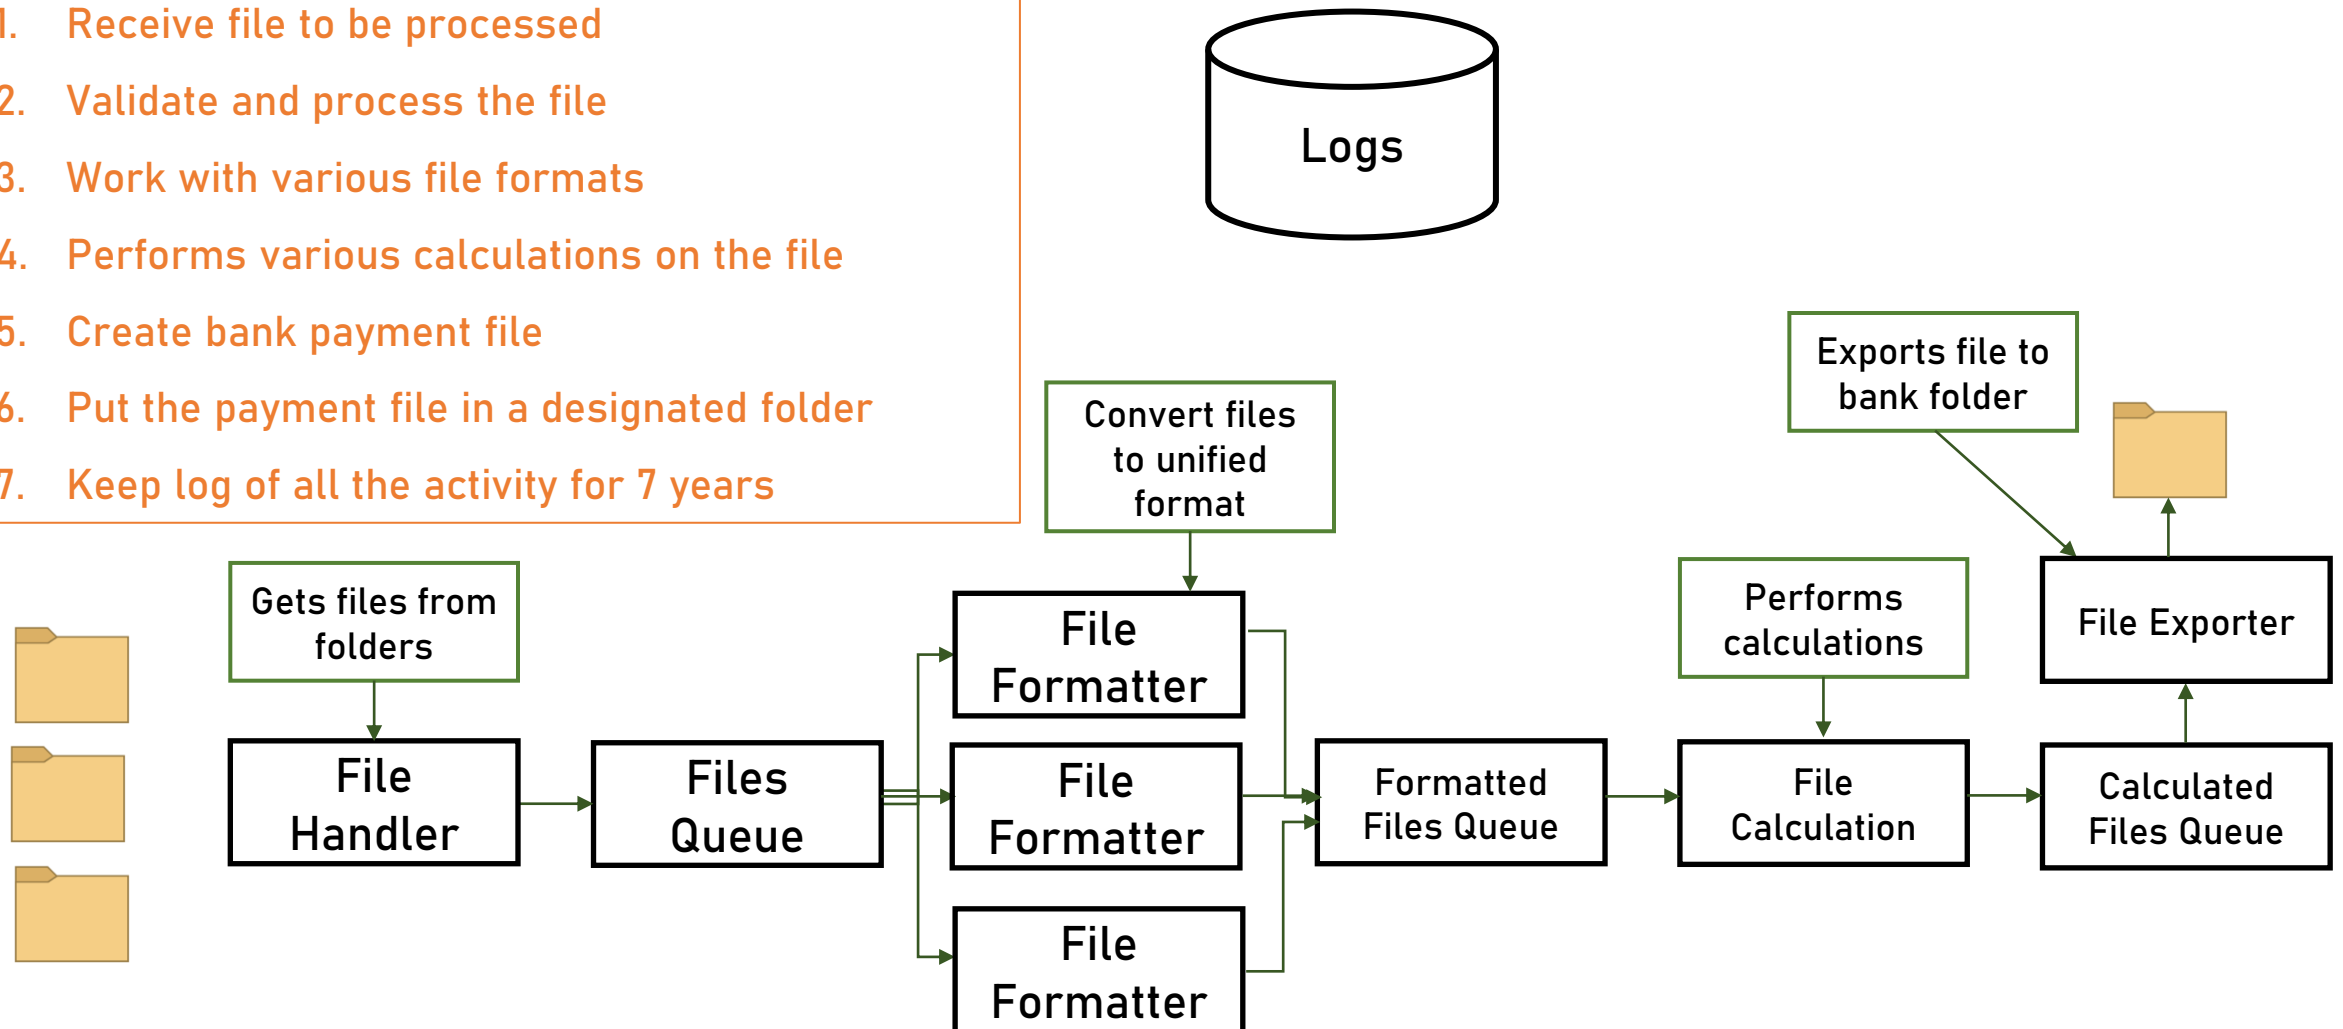 1. Receive file to be processed
2. Validate and process the file
3. Work with various file formats
4. Performs various calculations on the file
5. Create bank payment file
6. Put the payment file in a designated folder
7. Keep log of all the activity for 7 years
Logs
Exports file to
bank folder
Convert files
to unified
format
Gets files from
folders
Performs
calculations
File Exporter
File
Handler
Files
Queue
File
Formatter
File
Formatter
File
Formatter
Formatted
Files Queue
File
Calculation
Calculated
Files Queue